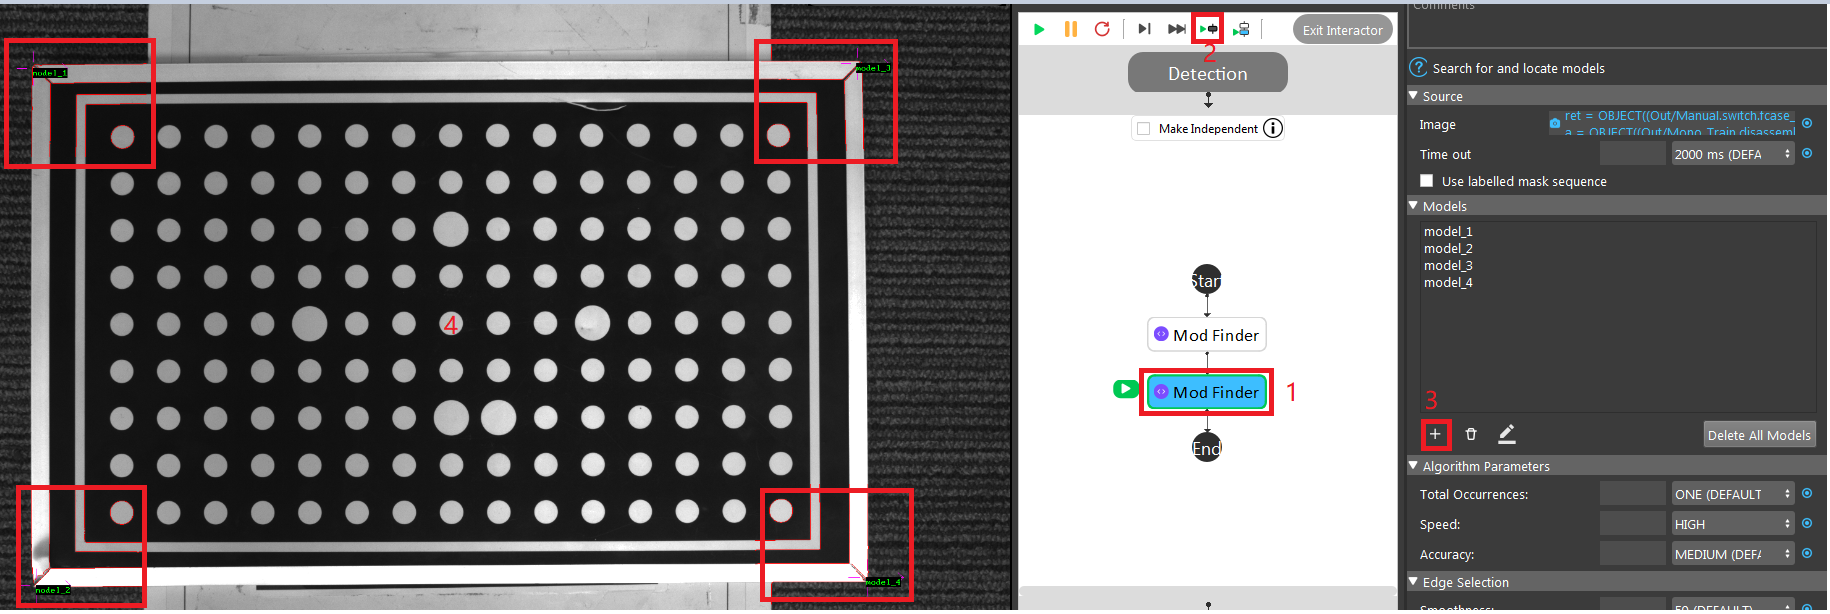 model_1
model_3
4
model_2
model_4
2
Exit Interactor
Detection
Make Independent
Start
Mod Finder
Mod Finder
1
End
Comments
Search for and locate models
Source
Image
ret = OBJECT((Out/Manual.switch.fcase_
a = OBJECT((Out/Mono_Train.disassembl
Time out
2000 ms (DEFA
Use labelled mask sequence
Models
model_1
model_2
model_3
model_4
3
Delete All Models
Algorithm Parameters
Total Occurrences:
ONE (DEFAULT
Speed:
HIGH
Accuracy:
MEDIUM (DEFA
Edge Selection
Smoothness:
50 (DEFAULT)